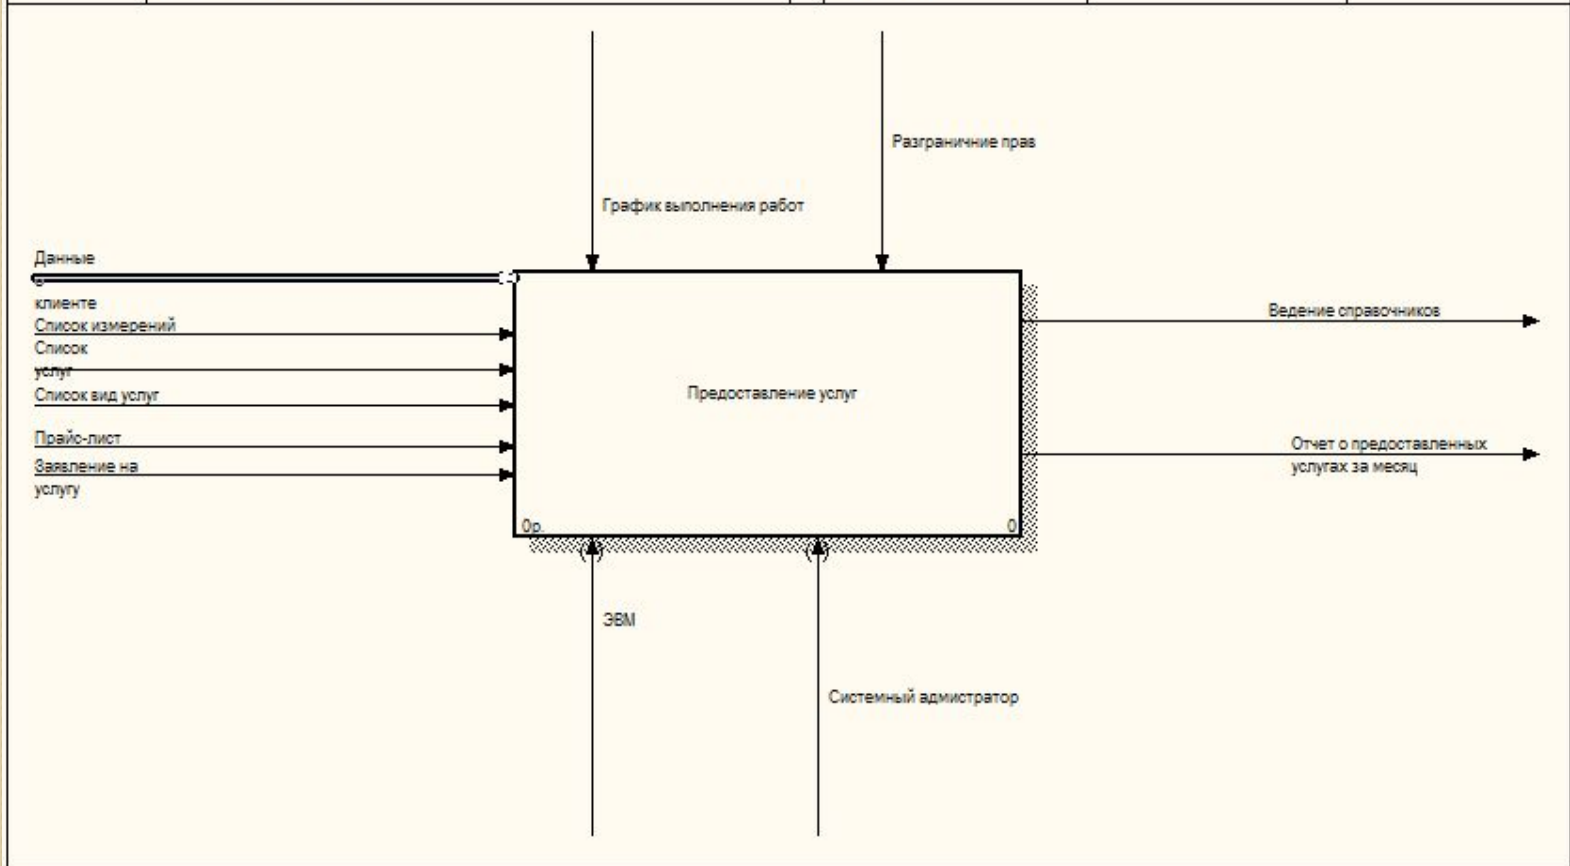 Разграничние прав
График выполнения работ
Данные
о
клиенте
Список измерений
Список
услуг
Список вид услуг
Прайс-лист
Заявление на
услугу
Предоставление услуг
0р.
0
Ведение справочников
Отчет о предоставленных
услугах за месяц
ЭВМ
Системный адмистратор